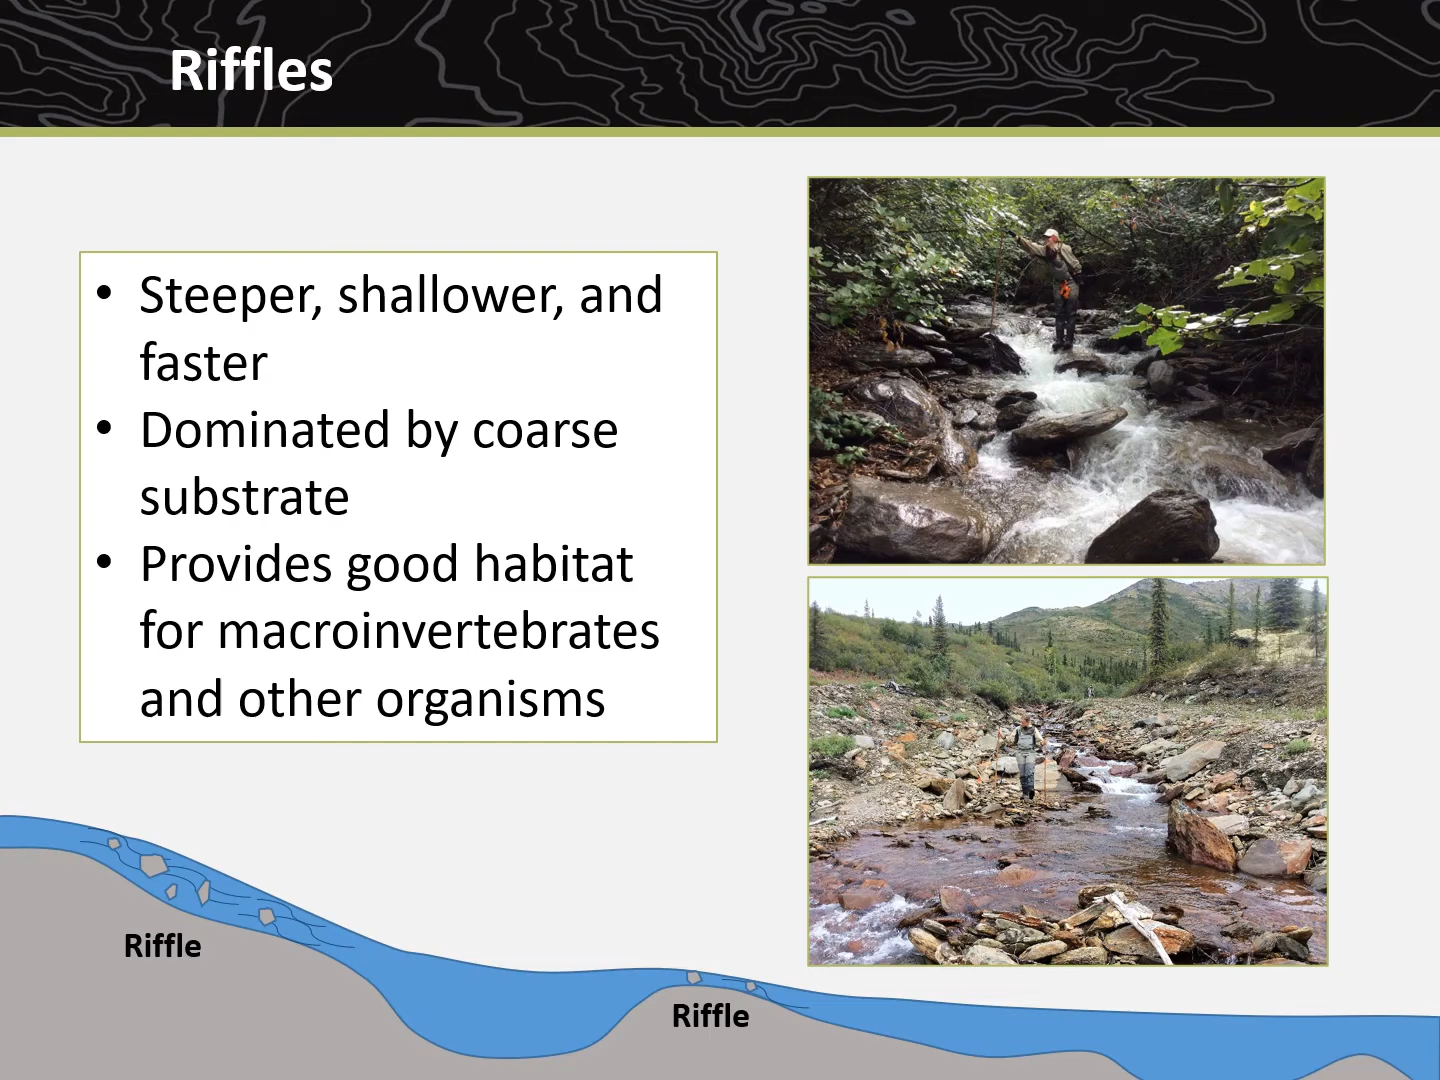 Riffles
• Steeper, shallower, and
faster
• Dominated by coarse
substrate
• Provides good habitat
for macroinvertebrates
and other organisms
Riffle
Riffle